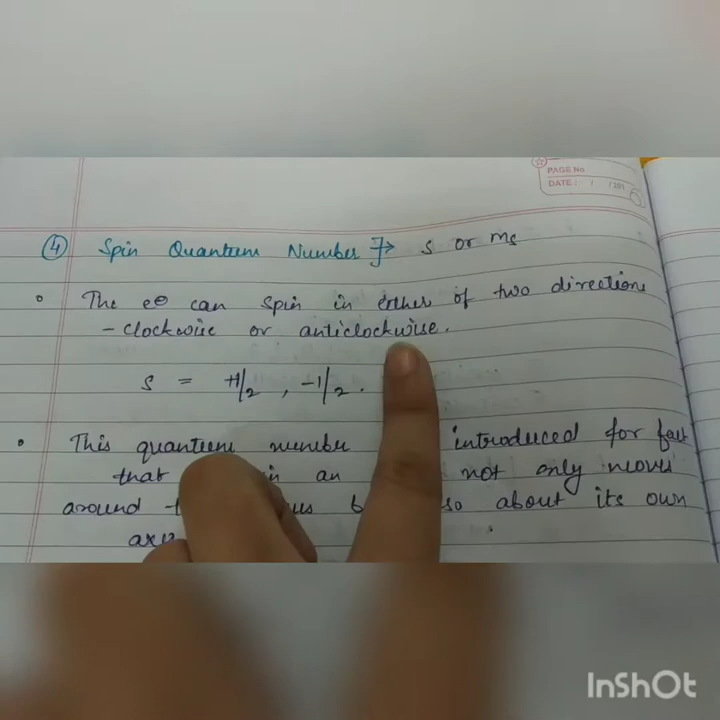 PAGE No
DATE: / /201
④ Spin Quantum Number }→ s or ms
• The e⊖ can spin in either of two directions
- clockwise or anticlockwise.
s = +1/2 , -1/2.
• This quantum number introduced for fact
that an not only moves
around about its own
InShOt